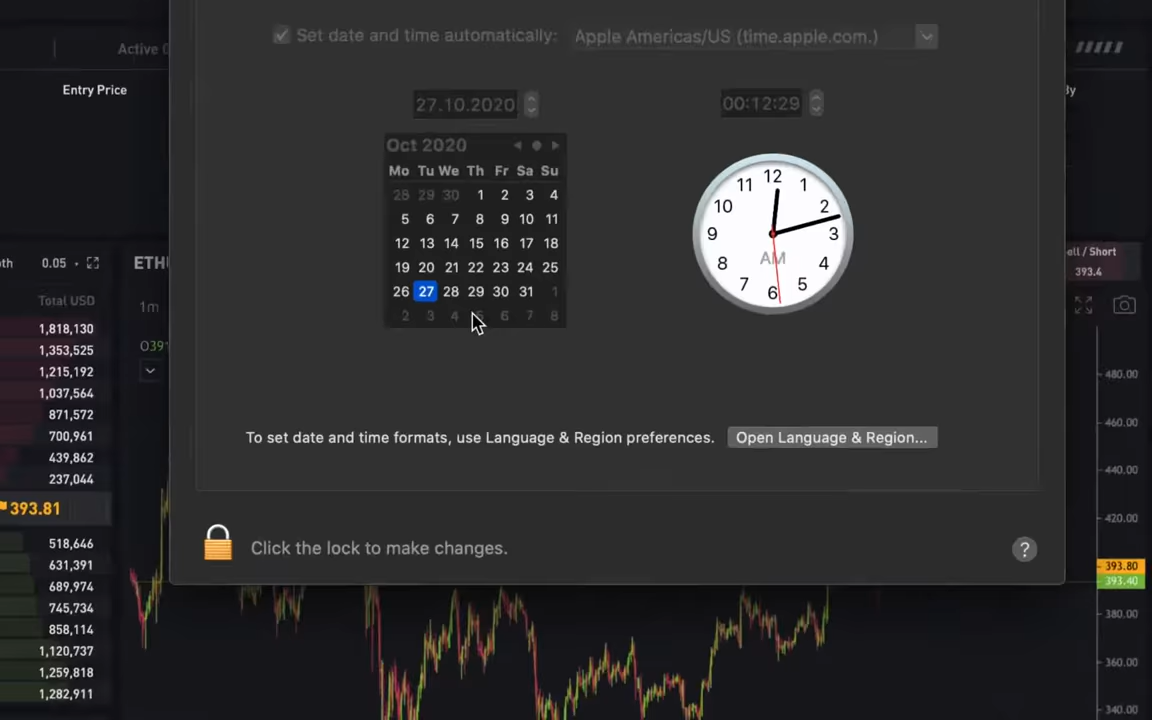 Set date and time automatically: Apple Americas/US (time.apple.com.)
Active
Entry Price
27.10.2020
00:12:29
Oct 2020
Mo Tu We Th Fr Sa Su
28 29 30 1 2 3 4
5 6 7 8 9 10 11
12 13 14 15 16 17 18
19 20 21 22 23 24 25
26 27 28 29 30 31 1
2 3 4 5 6 7 8
12
1
2
3
4
5
6
7
8
9
10
11
AM
0.05
ETH
ell / Short
393.4
Total USD
1m
1,818,130
1,353,525
1,215,192
1,037,564
871,572
700,961
439,862
237,044
393.81
518,646
631,391
689,974
745,734
858,114
1,120,737
1,259,818
1,282,911
O391
480.00
460.00
440.00
420.00
393.80
393.40
380.00
360.00
340.00
To set date and time formats, use Language & Region preferences. Open Language & Region...
Click the lock to make changes. ?